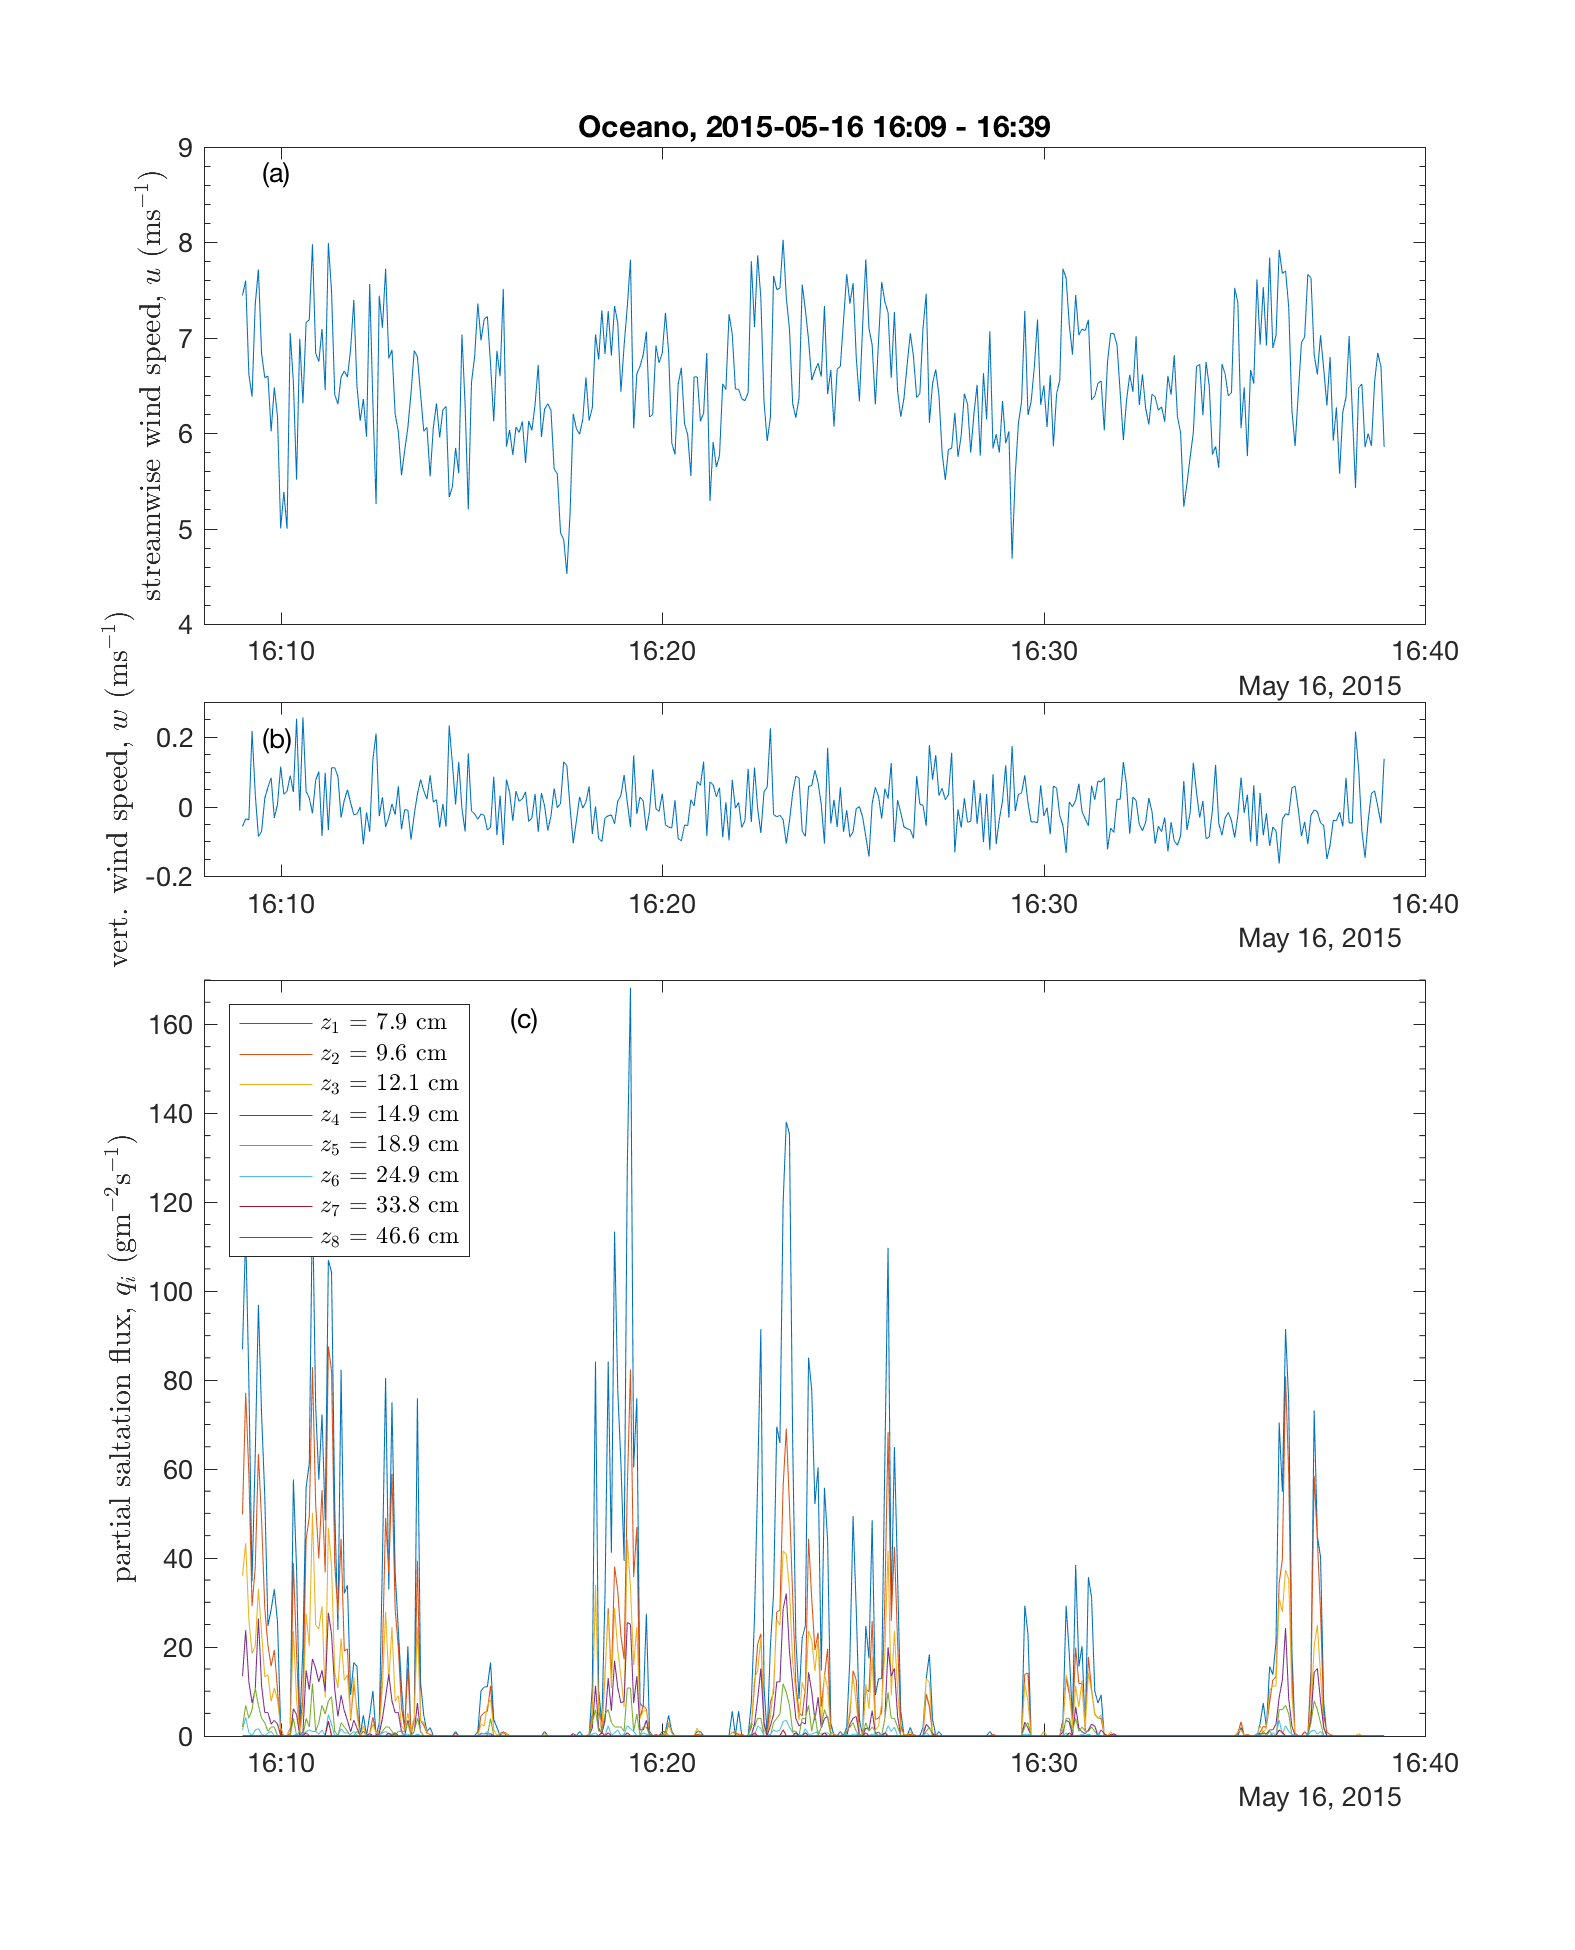 Oceano, 2015-05-16 16:09 - 16:39
(a)
streamwise wind speed, u (ms⁻¹)
9
8
7
6
5
4
16:10 16:20 16:30 16:40
May 16, 2015
(b)
vert. wind speed, w (ms⁻¹)
0.2
0
-0.2
16:10 16:20 16:30 16:40
May 16, 2015
(c)
partial saltation flux, qᵢ (gm⁻²s⁻¹)
160
140
120
100
80
60
40
20
0
z₁ = 7.9 cm
z₂ = 9.6 cm
z₃ = 12.1 cm
z₄ = 14.9 cm
z₅ = 18.9 cm
z₆ = 24.9 cm
z₇ = 33.8 cm
z₈ = 46.6 cm
16:10 16:20 16:30 16:40
May 16, 2015